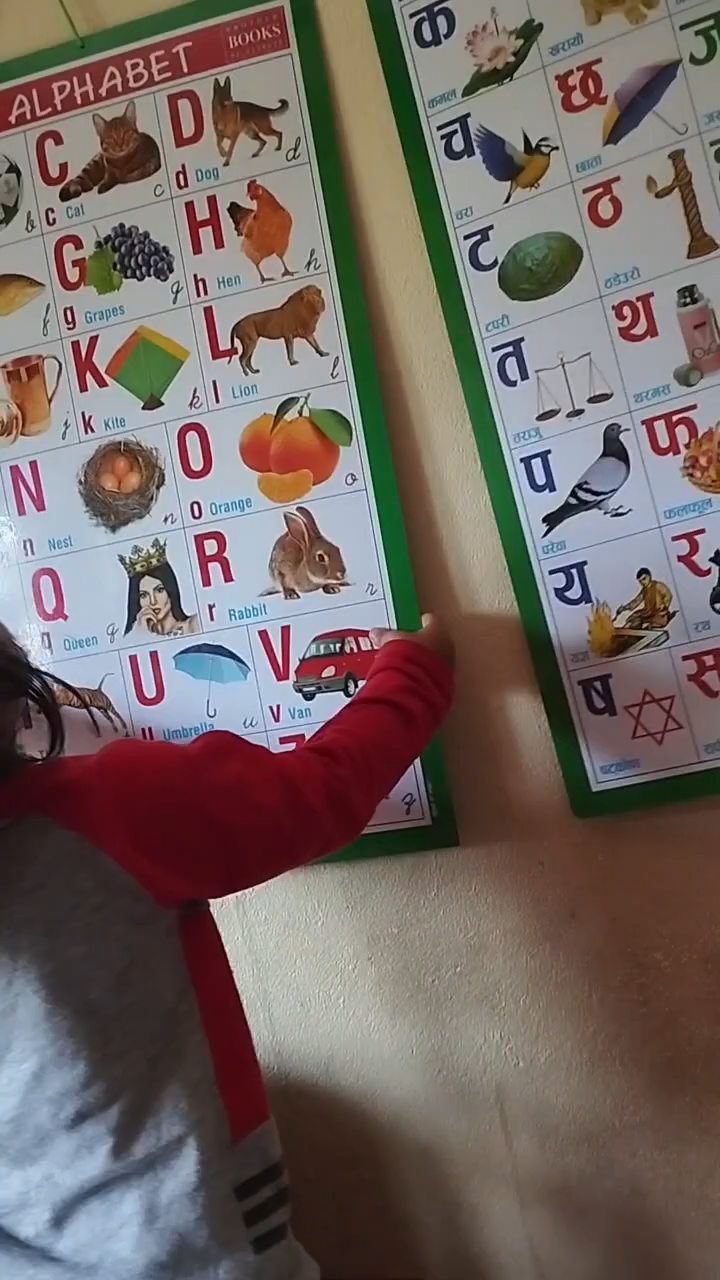 BOOKS
ALPHABET
b C c Cat c D d Dog d
f G g Grapes g H h Hen h
j K k Kite k L l Lion l
N n Nest n O o Orange o
Q q Queen q R r Rabbit r
U u Umbrella u V v Van
z
क कमल खरायो
च चरा छ छाता
ट टपरी ठ ठेउरो
त तराजु थ थरमस
प परेवा फ फलफूल
य यज्ञ र रथ
ष षट्कोण स